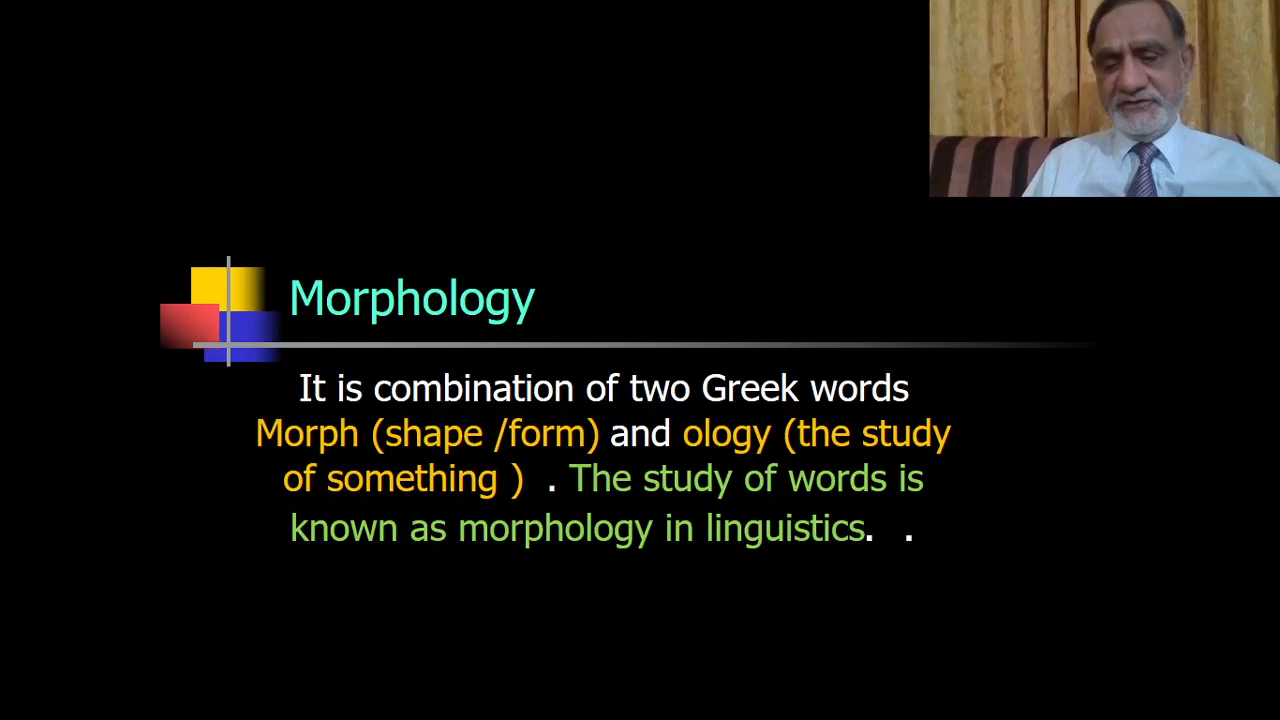 Morphology
It is combination of two Greek words
Morph (shape /form) and ology (the study
of something ) . The study of words is
known as morphology in linguistics. .